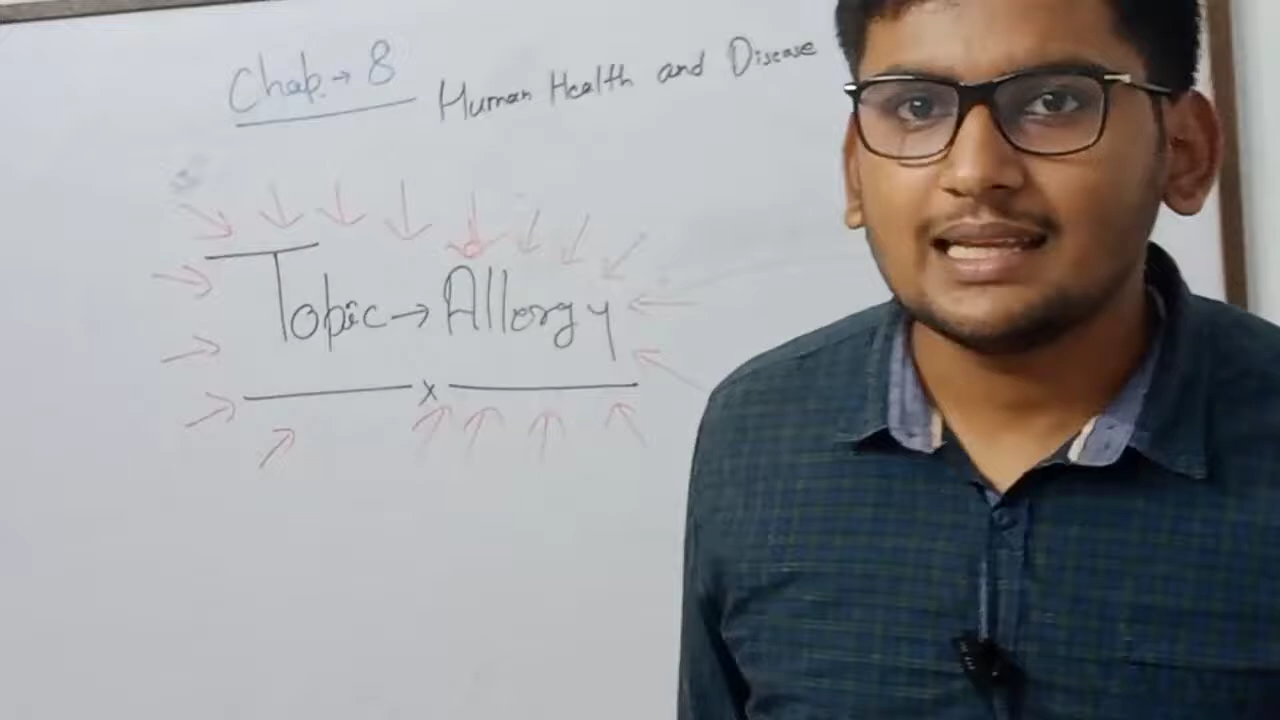 Chap. → 8 Human Health and Disease
Topic → Allergy
x